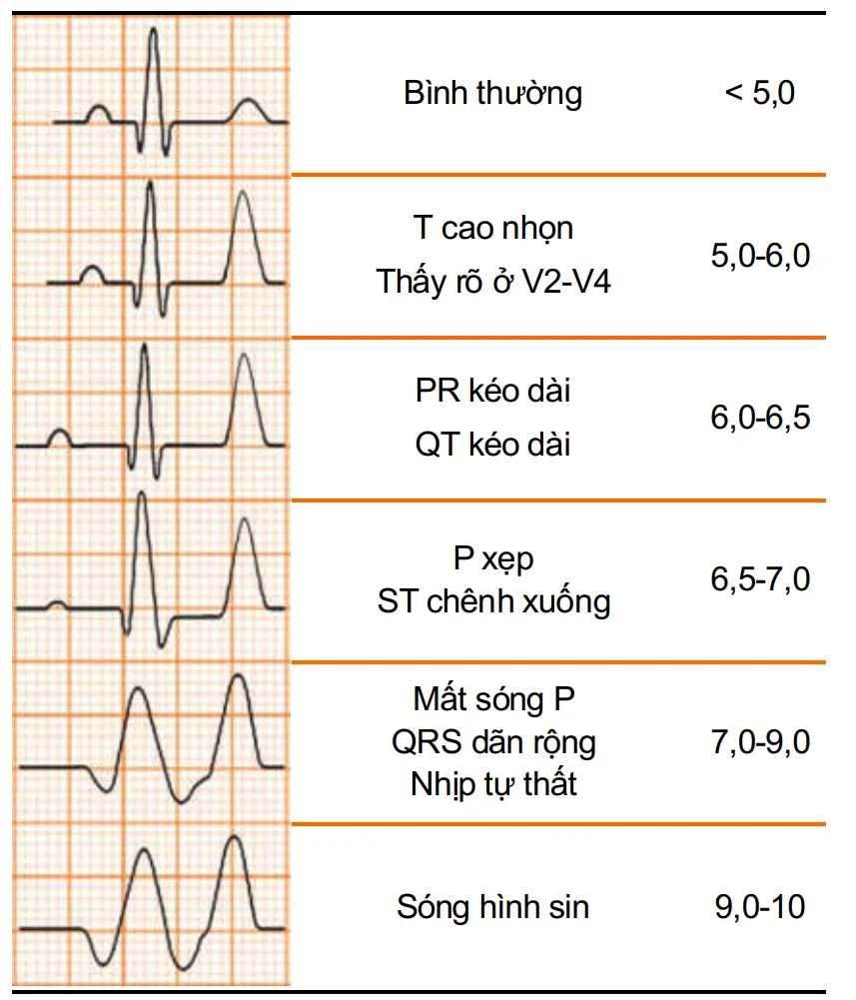 Bình thường
< 5,0
T cao nhọn
Thấy rõ ở V2-V4
5,0-6,0
PR kéo dài
QT kéo dài
6,0-6,5
P xẹp
ST chênh xuống
6,5-7,0
Mất sóng P
QRS dãn rộng
Nhịp tự thất
7,0-9,0
Sóng hình sin
9,0-10